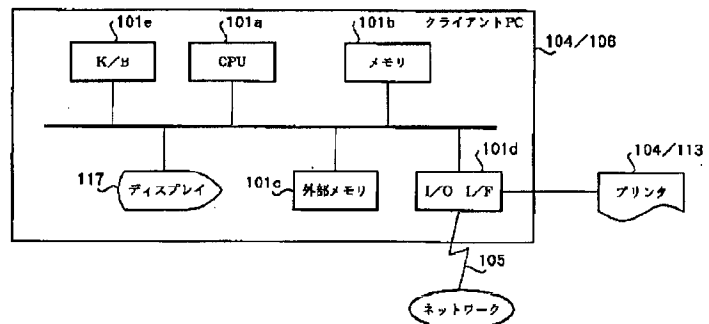 101e
101a
101b
クライアントPC
104/106
K/B
CPU
メモリ
101d
104/113
117
ディスプレイ
101c
外部メモリ
I/O I/F
プリンタ
105
ネットワーク